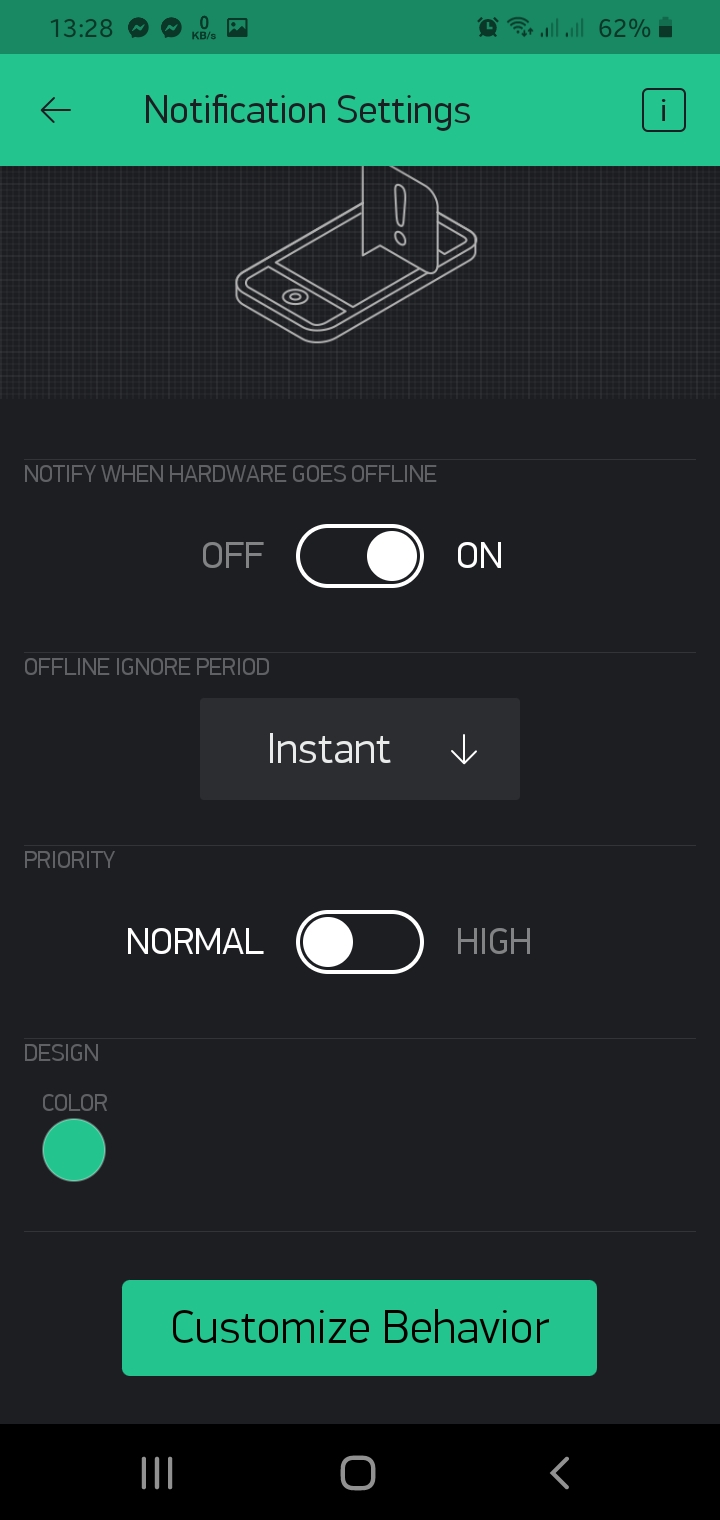 13:28 0 KB/s 62%
Notification Settings i
!
NOTIFY WHEN HARDWARE GOES OFFLINE
OFF ON
OFFLINE IGNORE PERIOD
Instant
PRIORITY
NORMAL HIGH
DESIGN
COLOR
Customize Behavior